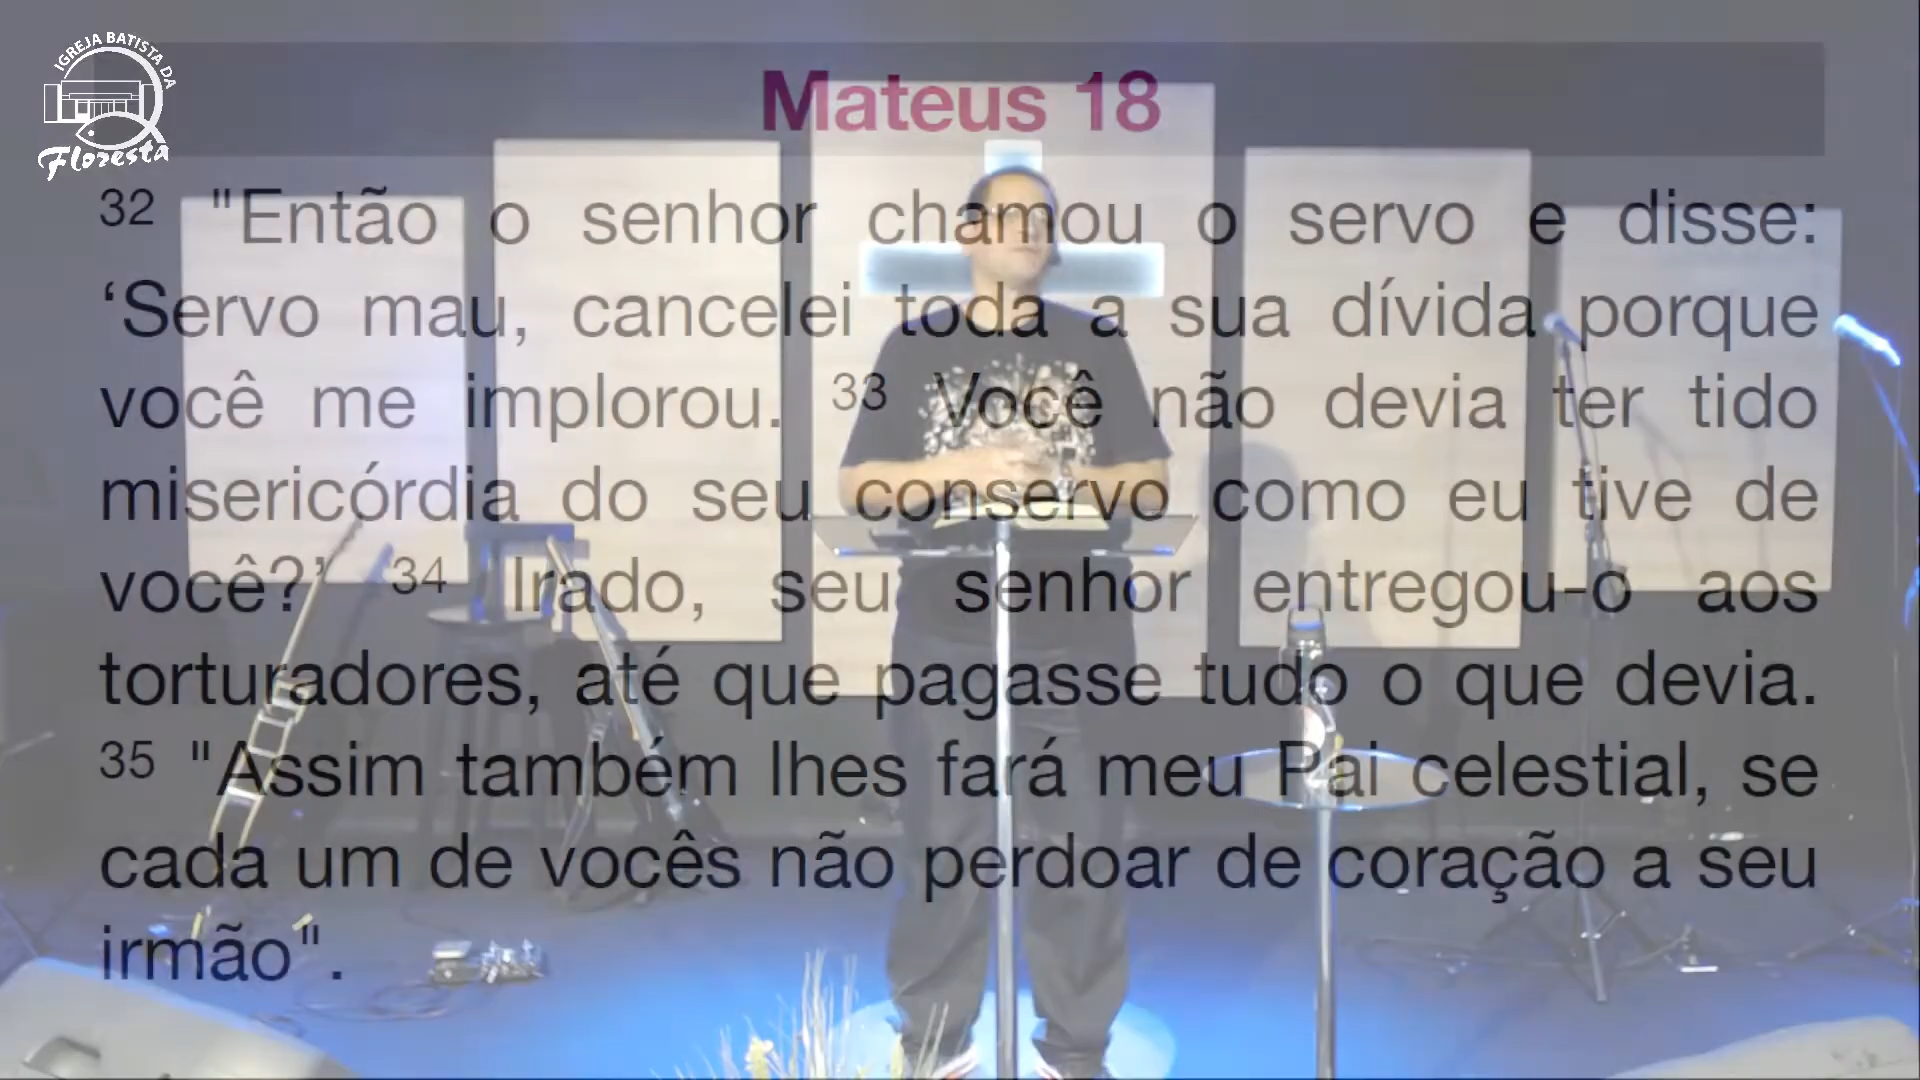 IGREJA BATISTA DA
Floresta
Mateus 18
32 "Então o senhor chamou o servo e disse:
‘Servo mau, cancelei toda a sua dívida porque
você me implorou. 33 Você não devia ter tido
misericórdia do seu conservo como eu tive de
você?’ 34 Irado, seu senhor entregou-o aos
torturadores, até que pagasse tudo o que devia.
35 "Assim também lhes fará meu Pai celestial, se
cada um de vocês não perdoar de coração a seu
irmão".